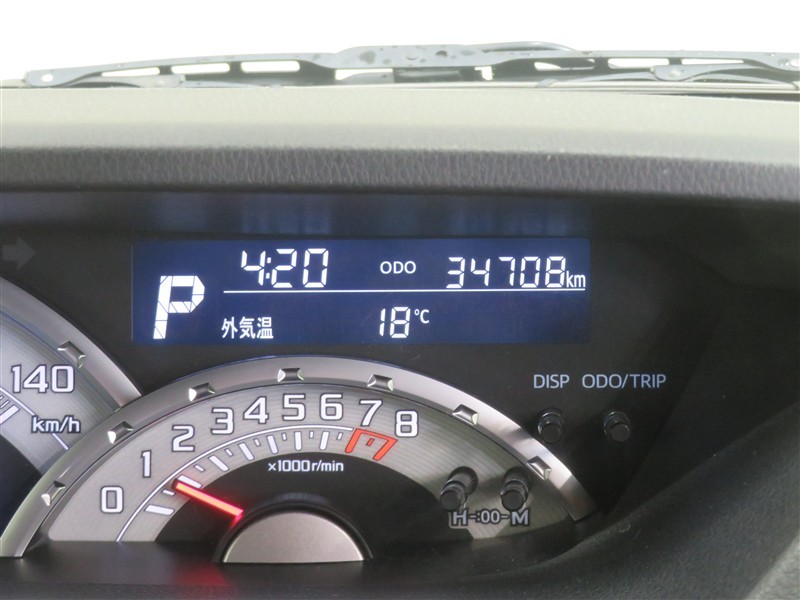 4:20 ODO 34708km
P
外気温 18℃
DISP ODO/TRIP
140
km/h
0 1 2 3 4 5 6 7 8
×1000r/min
H-:00-M